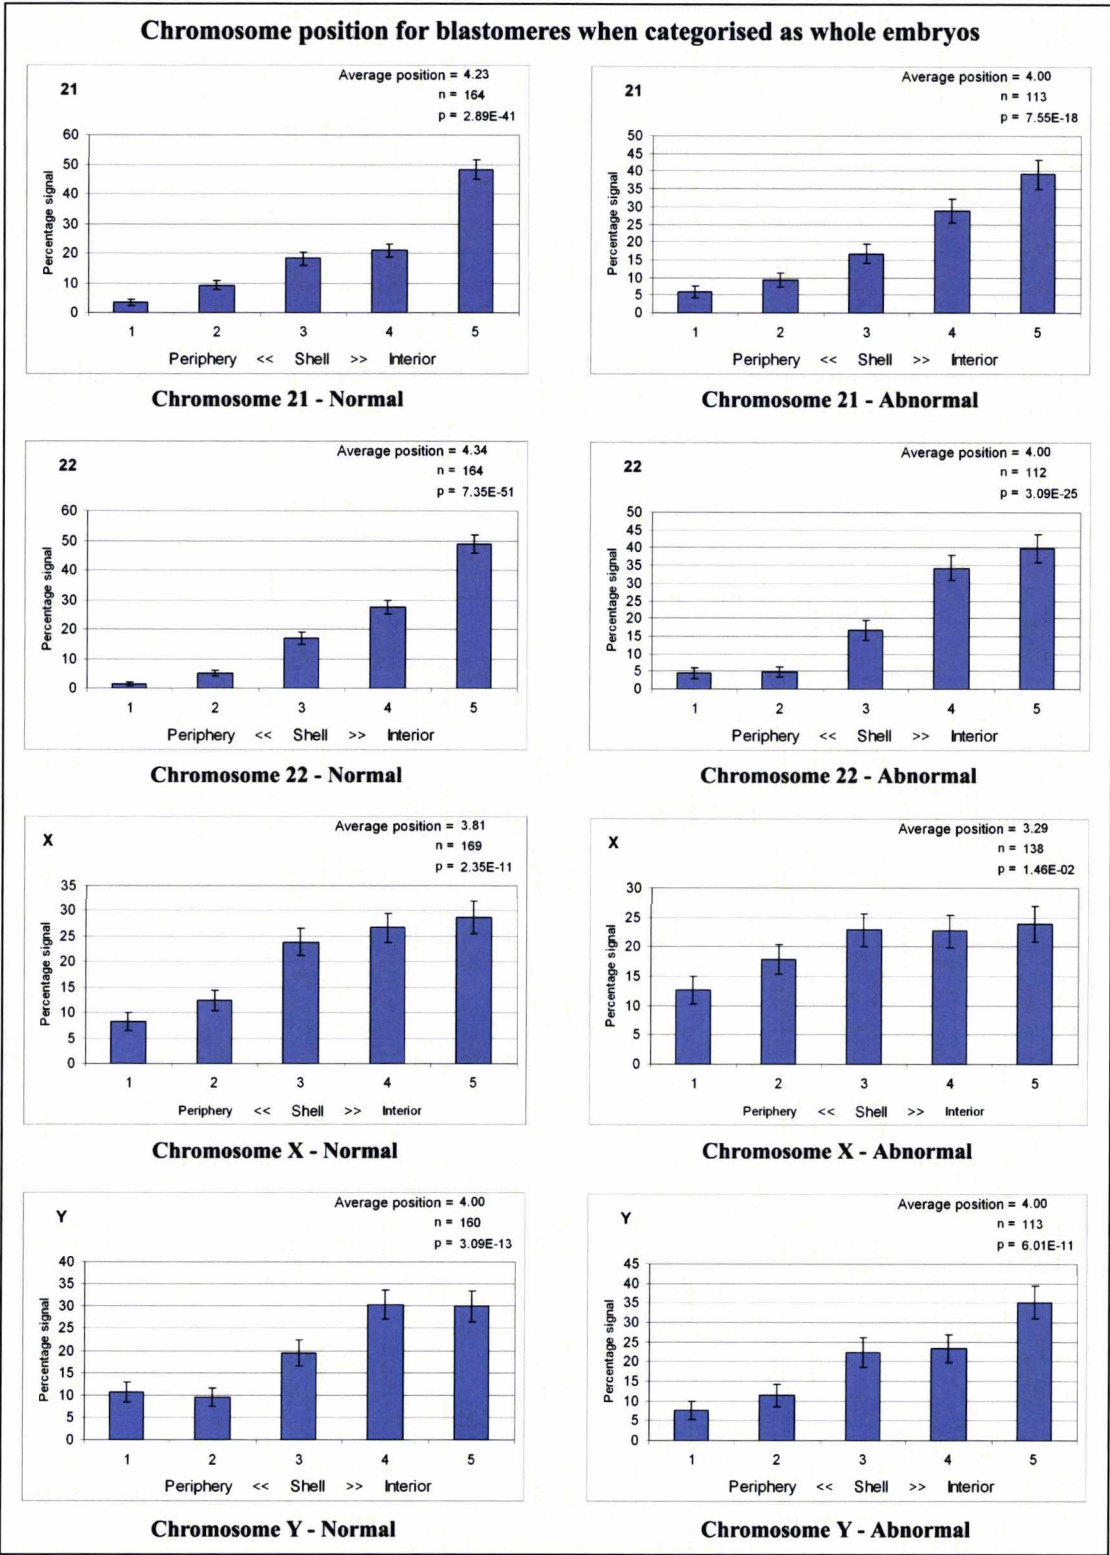 Chromosome position for blastomeres when categorised as whole embryos
21
Average position = 4.23
n = 164
p = 2.89E-41
Percentage signal
60
50
40
30
20
10
0
1 2 3 4 5
Periphery << Shell >> Interior
Chromosome 21 - Normal
21
Average position = 4.00
n = 113
p = 7.55E-18
Percentage signal
50
45
40
35
30
25
20
15
10
5
0
1 2 3 4 5
Periphery << Shell >> Interior
Chromosome 21 - Abnormal
22
Average position = 4.34
n = 164
p = 7.35E-51
Percentage signal
60
50
40
30
20
10
0
1 2 3 4 5
Periphery << Shell >> Interior
Chromosome 22 - Normal
22
Average position = 4.00
n = 112
p = 3.09E-25
Percentage signal
50
45
40
35
30
25
20
15
10
5
0
1 2 3 4 5
Periphery << Shell >> Interior
Chromosome 22 - Abnormal
X
Average position = 3.81
n = 169
p = 2.35E-11
Percentage signal
35
30
25
20
15
10
5
0
1 2 3 4 5
Periphery << Shell >> Interior
Chromosome X - Normal
X
Average position = 3.29
n = 138
p = 1.46E-02
Percentage signal
30
25
20
15
10
5
0
1 2 3 4 5
Periphery << Shell >> Interior
Chromosome X - Abnormal
Y
Average position = 4.00
n = 160
p = 3.09E-13
Percentage signal
40
35
30
25
20
15
10
5
0
1 2 3 4 5
Periphery << Shell >> Interior
Chromosome Y - Normal
Y
Average position = 4.00
n = 113
p = 6.01E-11
Percentage signal
45
40
35
30
25
20
15
10
5
0
1 2 3 4 5
Periphery << Shell >> Interior
Chromosome Y - Abnormal